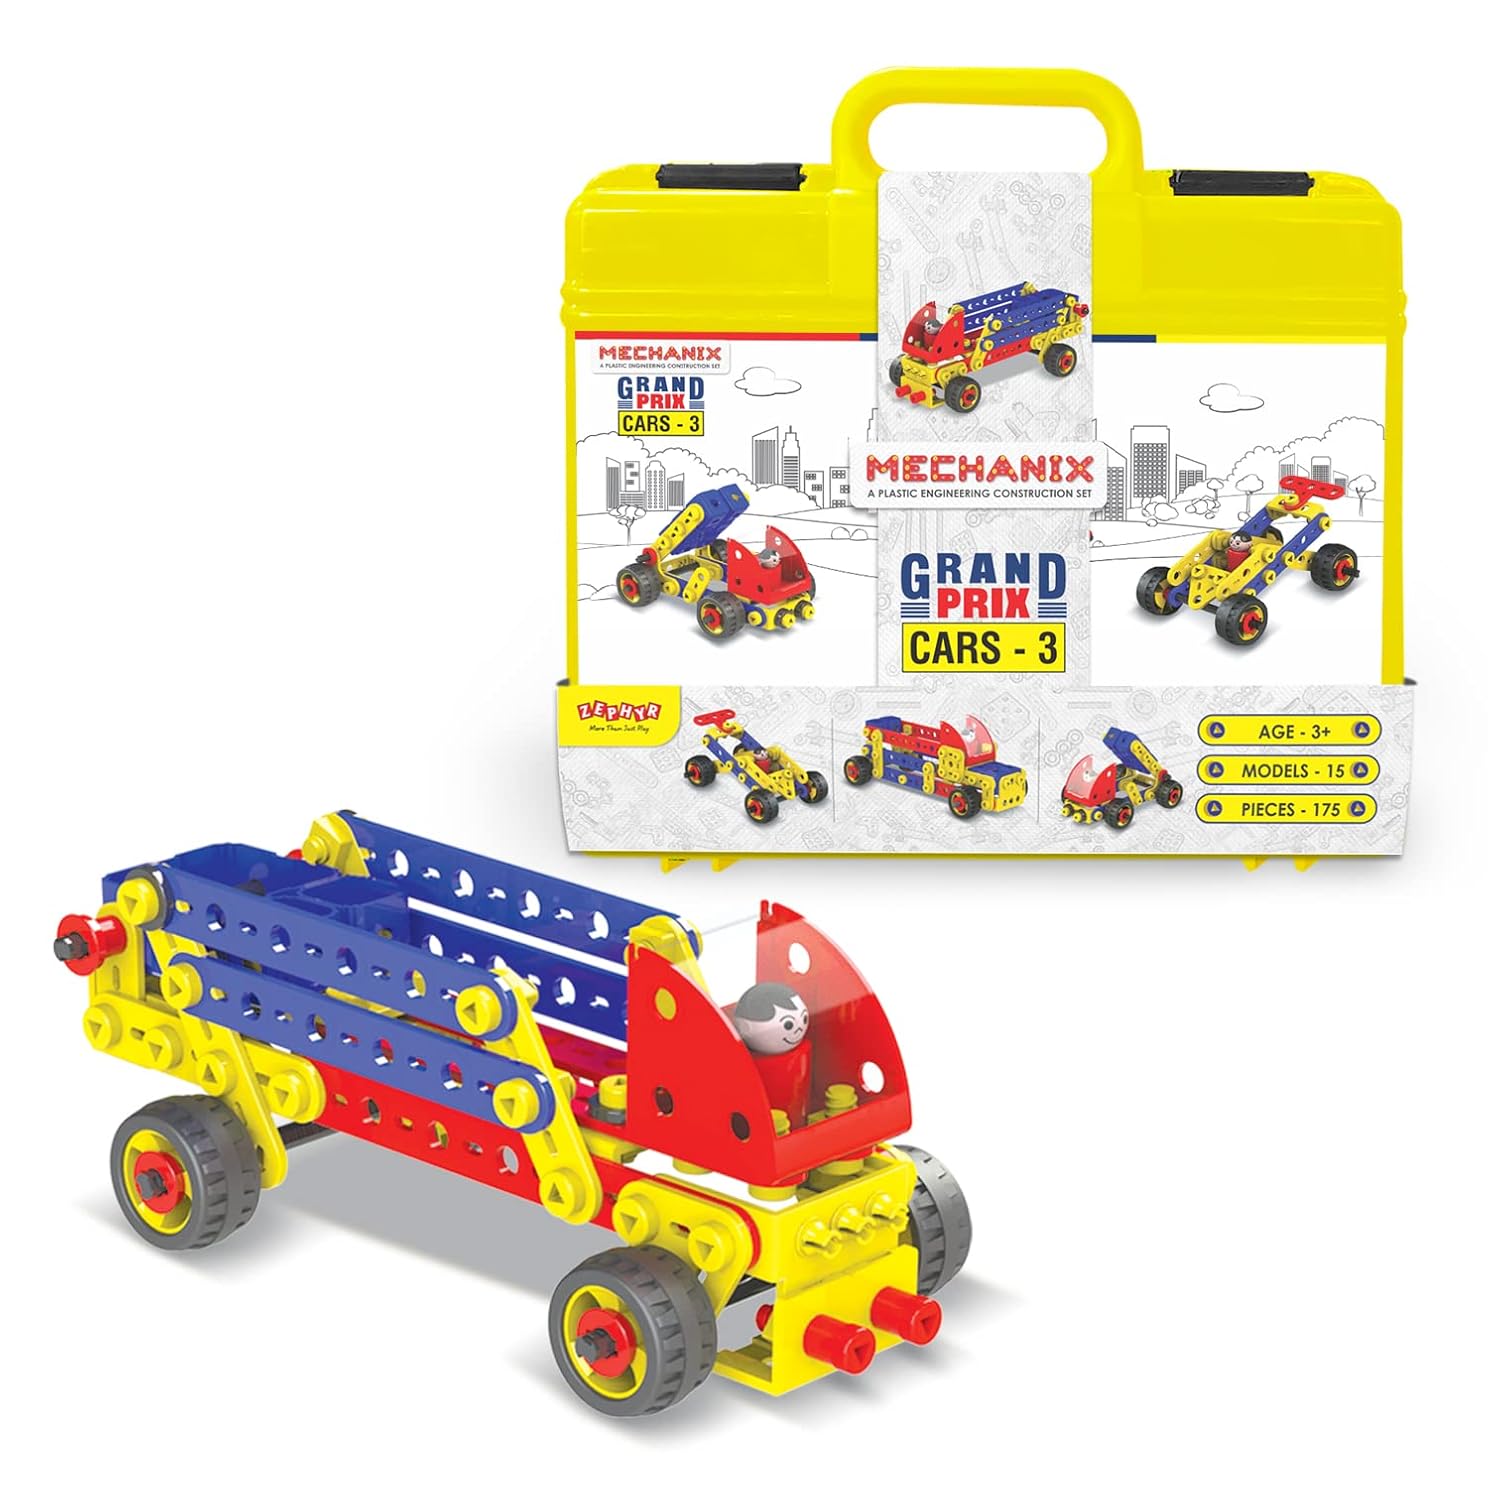 MECHANIX
A PLASTIC ENGINEERING CONSTRUCTION SET
GRAND
PRIX
CARS - 3
MECHANIX
A PLASTIC ENGINEERING CONSTRUCTION SET
GRAND
PRIX
CARS - 3
ZEPHYR
More Than Just Play
AGE - 3+
MODELS - 15
PIECES - 175